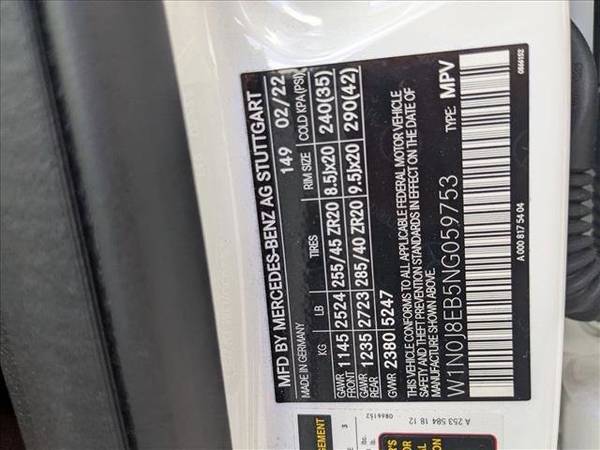 MFD BY MERCEDES-BENZ AG STUTTGART
MADE IN GERMANY 149 02/22
KG LB TIRES RIM SIZE COLD KPA (PSI)
GAWR FRONT 1145 2524 255/45 ZR20 8.5Jx20 240(35)
GAWR REAR 1235 2723 285/40 ZR20 9.5Jx20 290(42)
GVWR 2380 5247
THIS VEHICLE CONFORMS TO ALL APPLICABLE FEDERAL MOTOR VEHICLE
SAFETY AND THEFT PREVENTION STANDARDS IN EFFECT ON THE DATE OF
MANUFACTURE SHOWN ABOVE.
W1N0J8EB5NG059753 TYPE: MPV
A 000 817 54 04
0866152
A 253 584 18 12
0866152